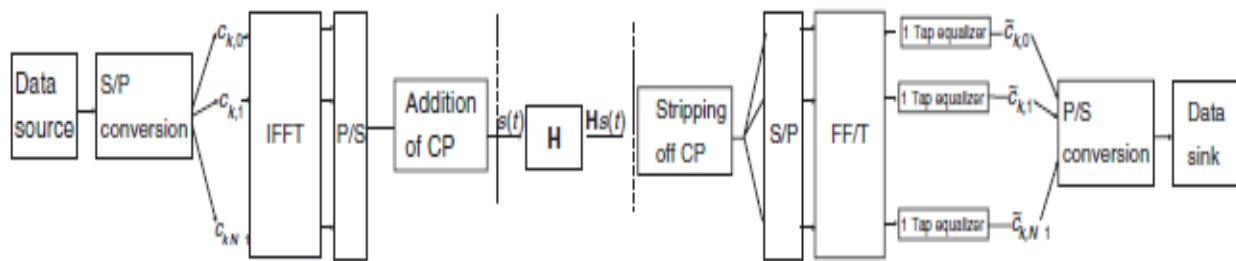 Data source
S/P conversion
c_{k,0}
c_{k,1}
c_{k N 1}
IFFT
P/S
Addition of CP
s(t)
H
Hs(t)
Stripping off CP
S/P
FF/T
1 Tap equalizer
1 Tap equalizer
1 Tap equalizer
c̃_{k,0}
c̃_{k,1}
c̃_{k,N 1}
P/S conversion
Data sink